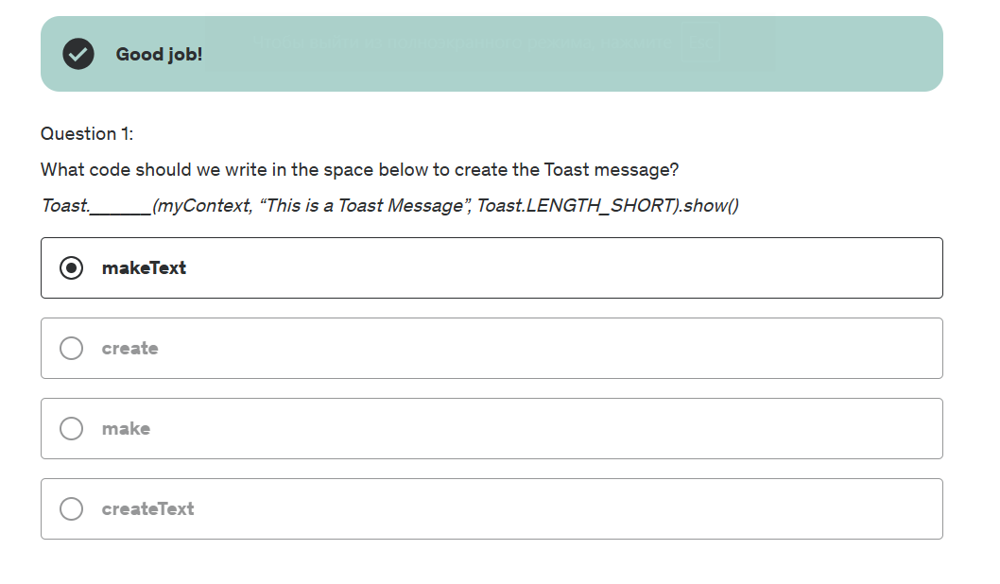 Good job!
Question 1:
What code should we write in the space below to create the Toast message?
Toast.______(myContext, “This is a Toast Message”, Toast.LENGTH_SHORT).show()
makeText
create
make
createText